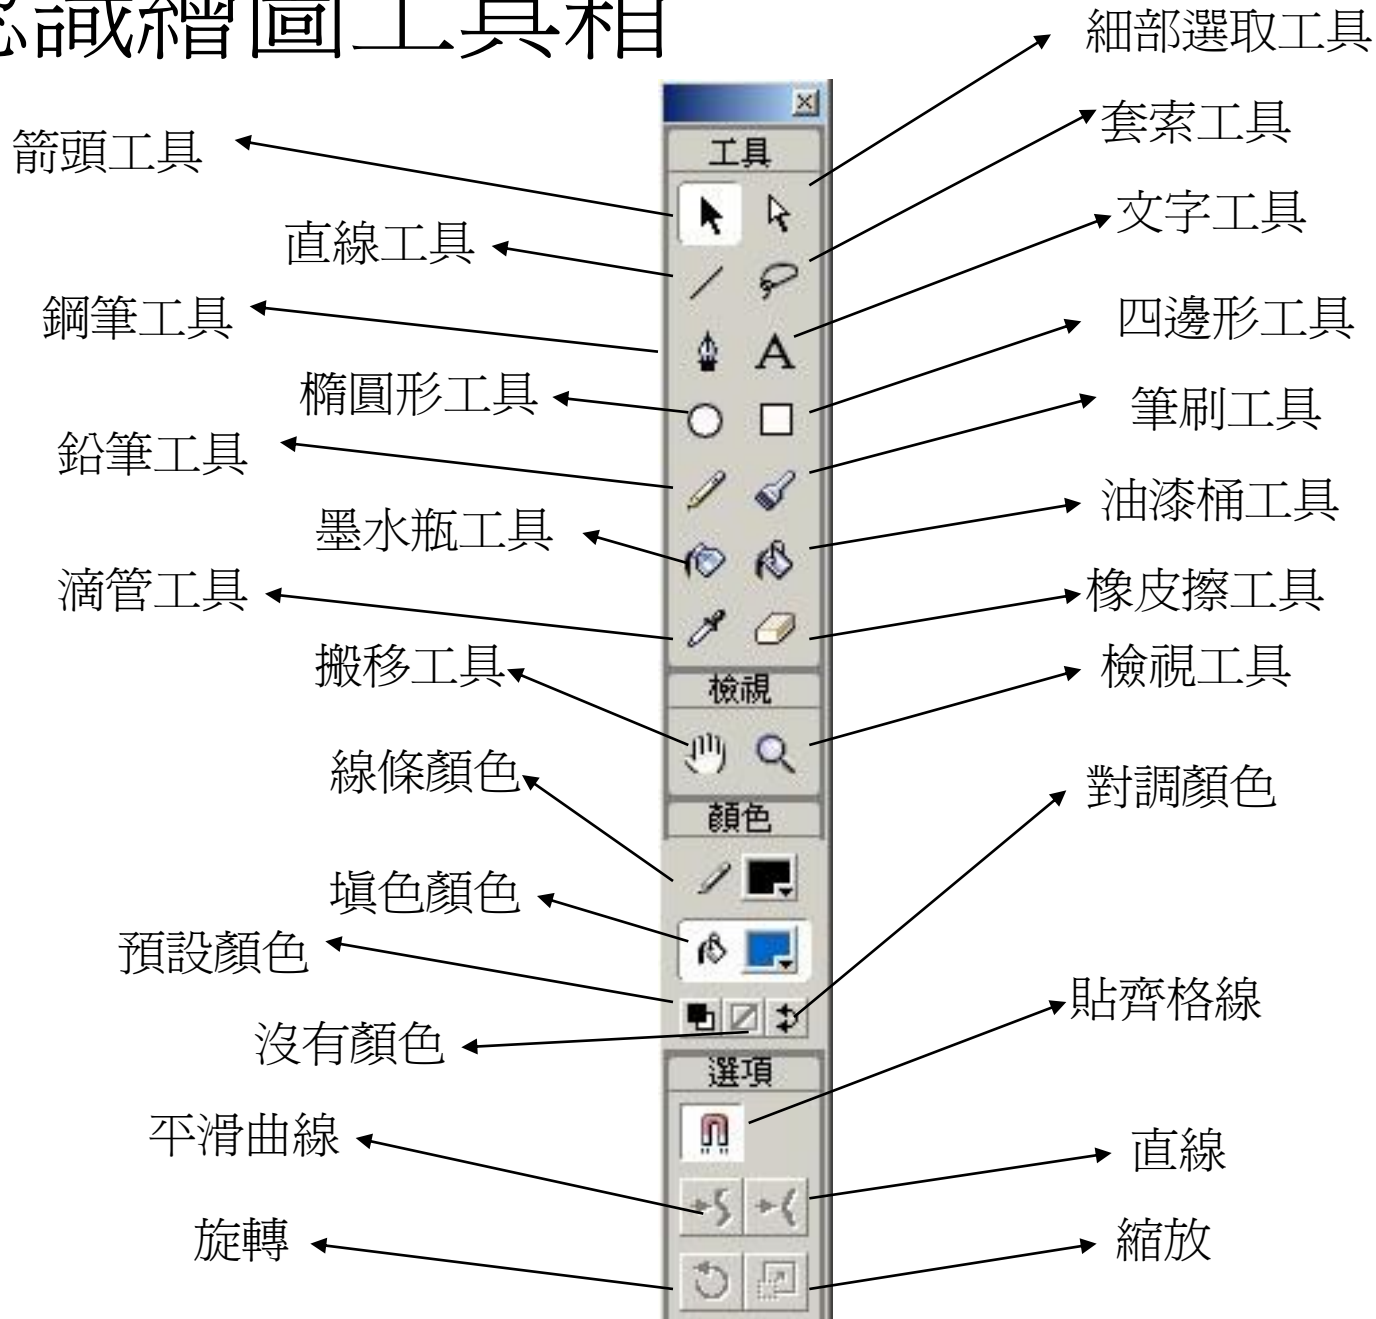 認識繪圖工具箱
細部選取工具
套索工具
箭頭工具
工具
文字工具
直線工具
鋼筆工具
四邊形工具
A
橢圓形工具
筆刷工具
鉛筆工具
油漆桶工具
墨水瓶工具
滴管工具
橡皮擦工具
搬移工具
檢視
檢視工具
線條顏色
對調顏色
顏色
填色顏色
預設顏色
貼齊格線
沒有顏色
選項
平滑曲線
直線
旋轉
縮放